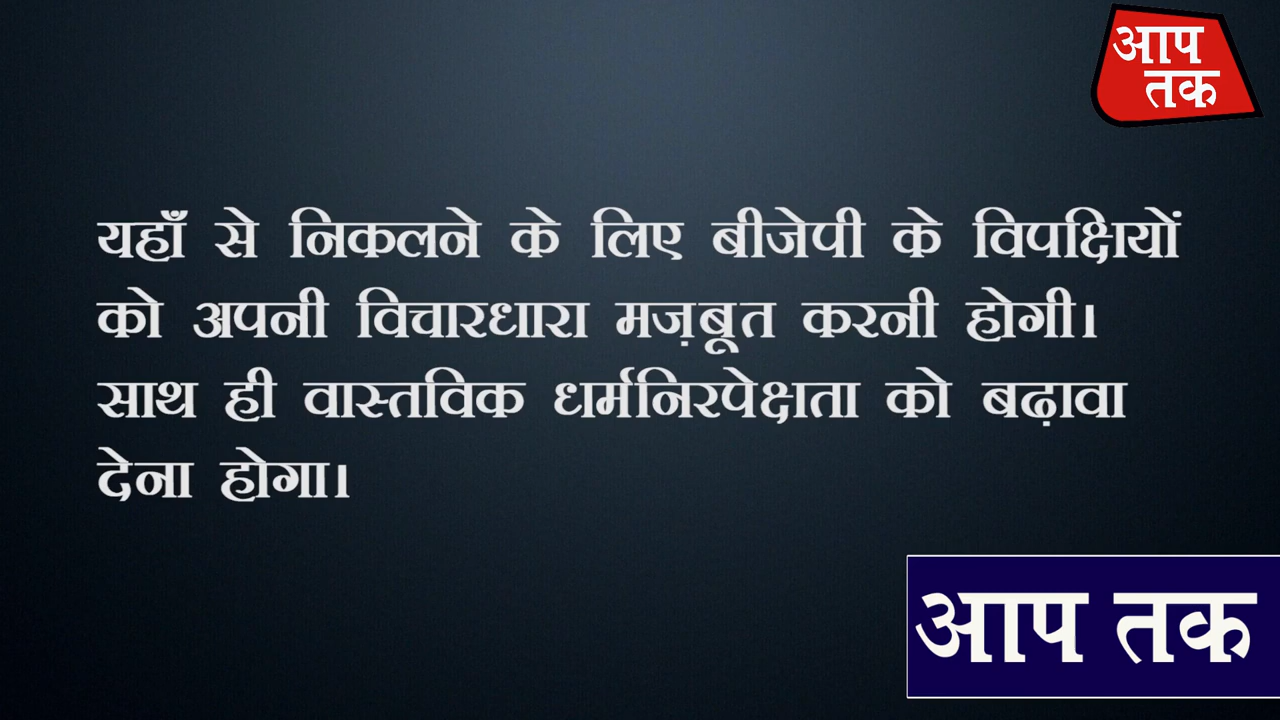 आप
तक
यहाँ से निकलने के लिए बीजेपी के विपक्षियों
को अपनी विचारधारा मज़बूत करनी होगी।
साथ ही वास्तविक धर्मनिरपेक्षता को बढ़ावा
देना होगा।
आप तक